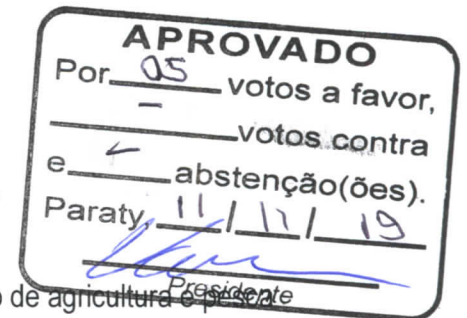 APROVADO
Por 05 votos a favor,
- votos contra
e - abstenção(ões).
Paraty, 11 / 11 / 19
Presidente
o de agricultura e pesca